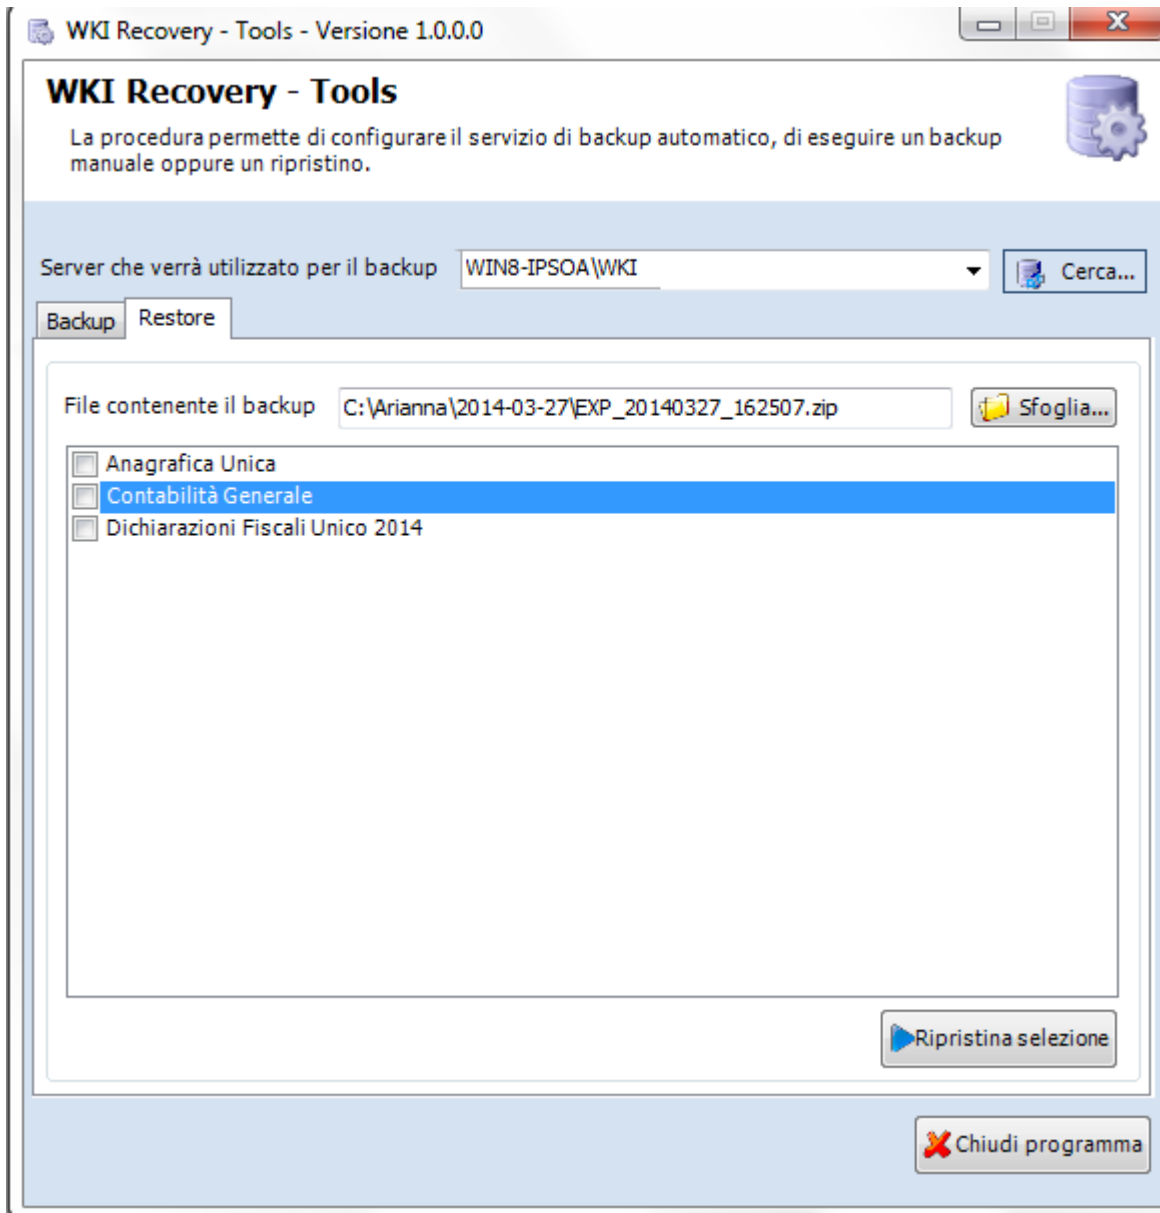 WKI Recovery - Tools - Versione 1.0.0.0
WKI Recovery - Tools
La procedura permette di configurare il servizio di backup automatico, di eseguire un backup
manuale oppure un ripristino.
Server che verrà utilizzato per il backup WIN8-IPSOA\WKI Cerca...
Backup Restore
File contenente il backup C:\Arianna\2014-03-27\EXP_20140327_162507.zip Sfoglia...
Anagrafica Unica
Contabilità Generale
Dichiarazioni Fiscali Unico 2014
Ripristina selezione
Chiudi programma